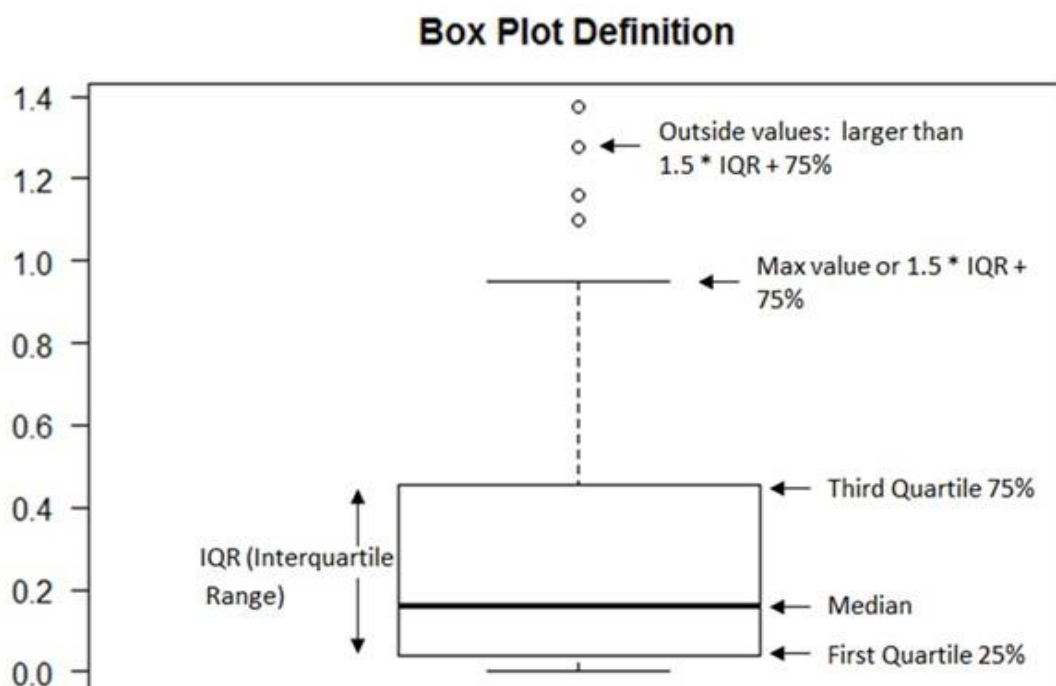 Box Plot Definition
1.4
1.2
1.0
0.8
0.6
0.4
0.2
0.0
Outside values: larger than
1.5 * IQR + 75%
Max value or 1.5 * IQR +
75%
Third Quartile 75%
IQR (Interquartile
Range)
Median
First Quartile 25%